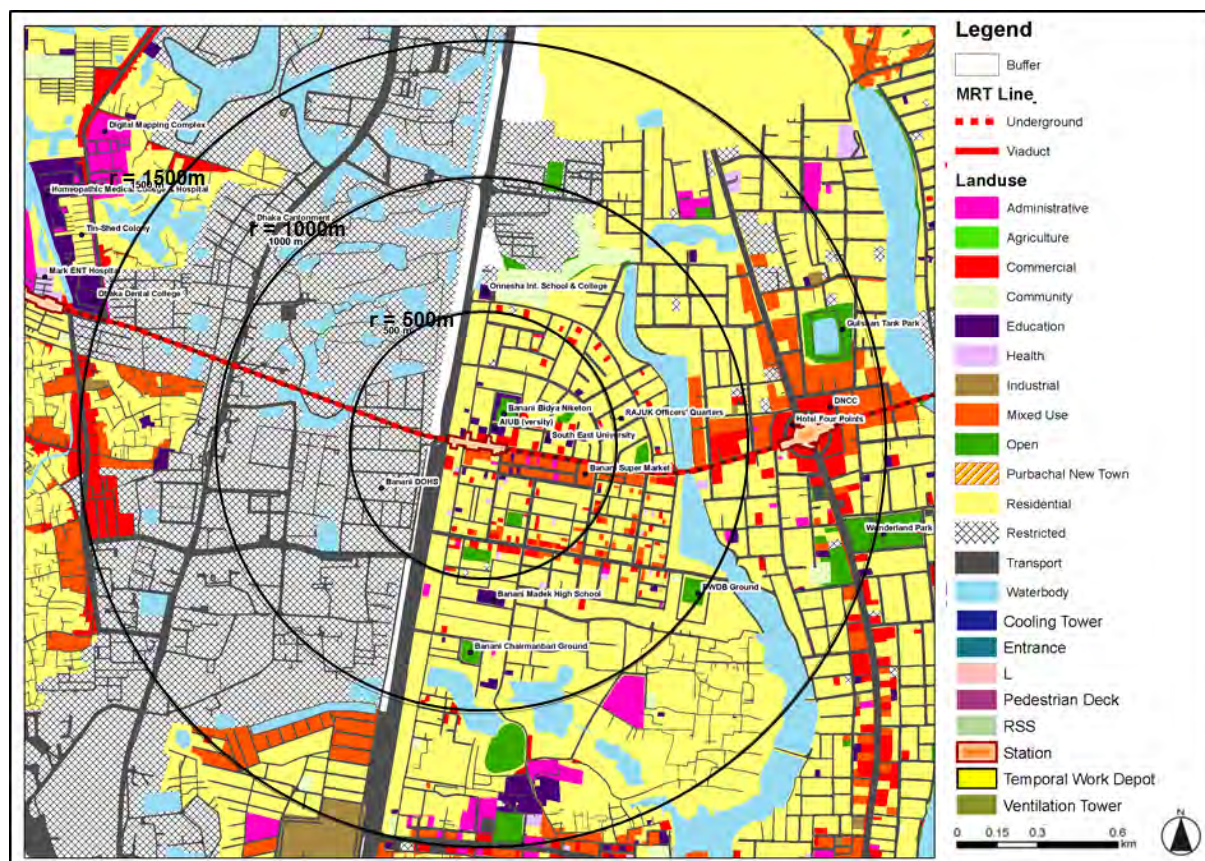 Digital Mapping Complex
r = 1500m
1500 m
Homeopathic Medical College & Hospital
Tin-Shed Colony
Mark ENT Hospital
Dhaka Dental College
Dhaka Cantonment
r = 1000m
1000 m
Onnesha Int. School & College
r = 500m
500 m
Gulshan Tank Park
Banani Bidya Niketon
AIUB (versity)
RAJUK Officers' Quarters
DNCC
Hotel Four Points
South East University
Banani Super Market
Banani DOHS
Wonderland Park
Banani Madek High School
PWDB Ground
Banani Chairmanbari Ground
Legend
Buffer
MRT Line
Underground
Viaduct
Landuse
Administrative
Agriculture
Commercial
Community
Education
Health
Industrial
Mixed Use
Open
Purbachal New Town
Residential
Restricted
Transport
Waterbody
Cooling Tower
Entrance
L
Pedestrian Deck
RSS
Station
Temporal Work Depot
Ventilation Tower
N
0 0.15 0.3 0.6
km